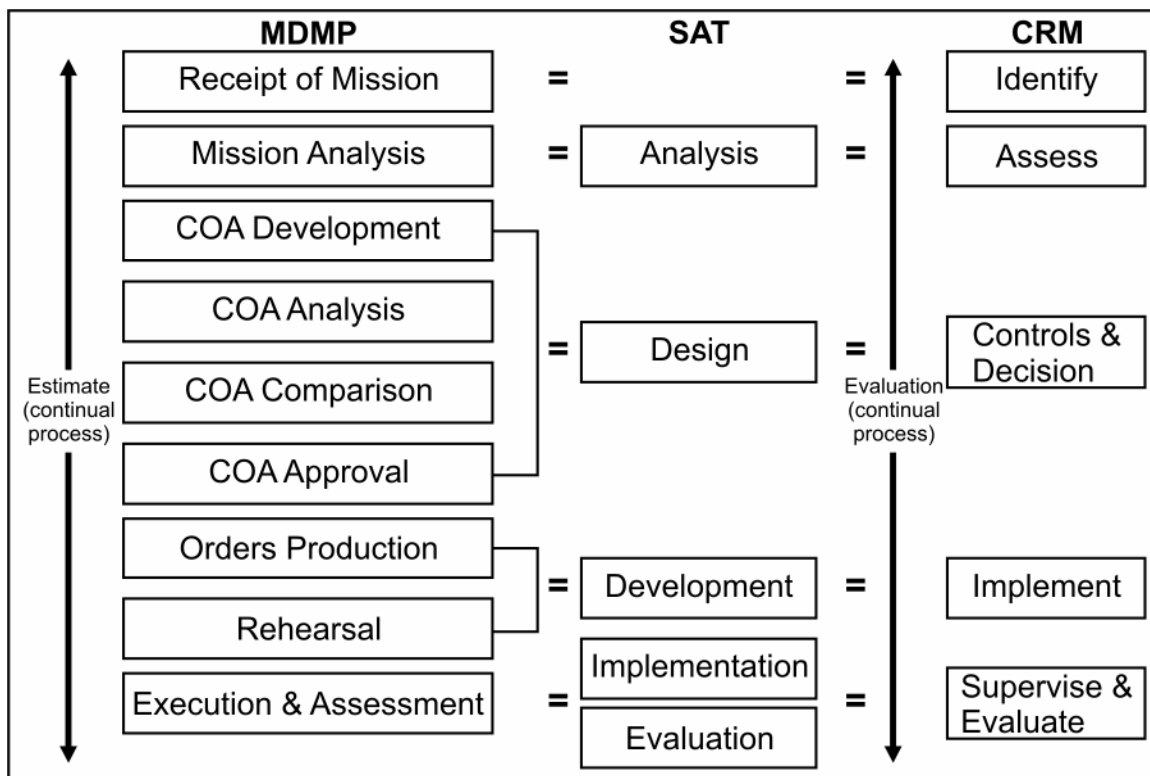 MDMP SAT CRM
Receipt of Mission = = Identify
Mission Analysis = Analysis = Assess
COA Development
COA Analysis
= Design = Controls &
Decision
COA Comparison
Estimate
(continual
process)
Evaluation
(continual
process)
COA Approval
Orders Production
= Development = Implement
Rehearsal
Implementation
Execution & Assessment = = Supervise &
Evaluate
Evaluation